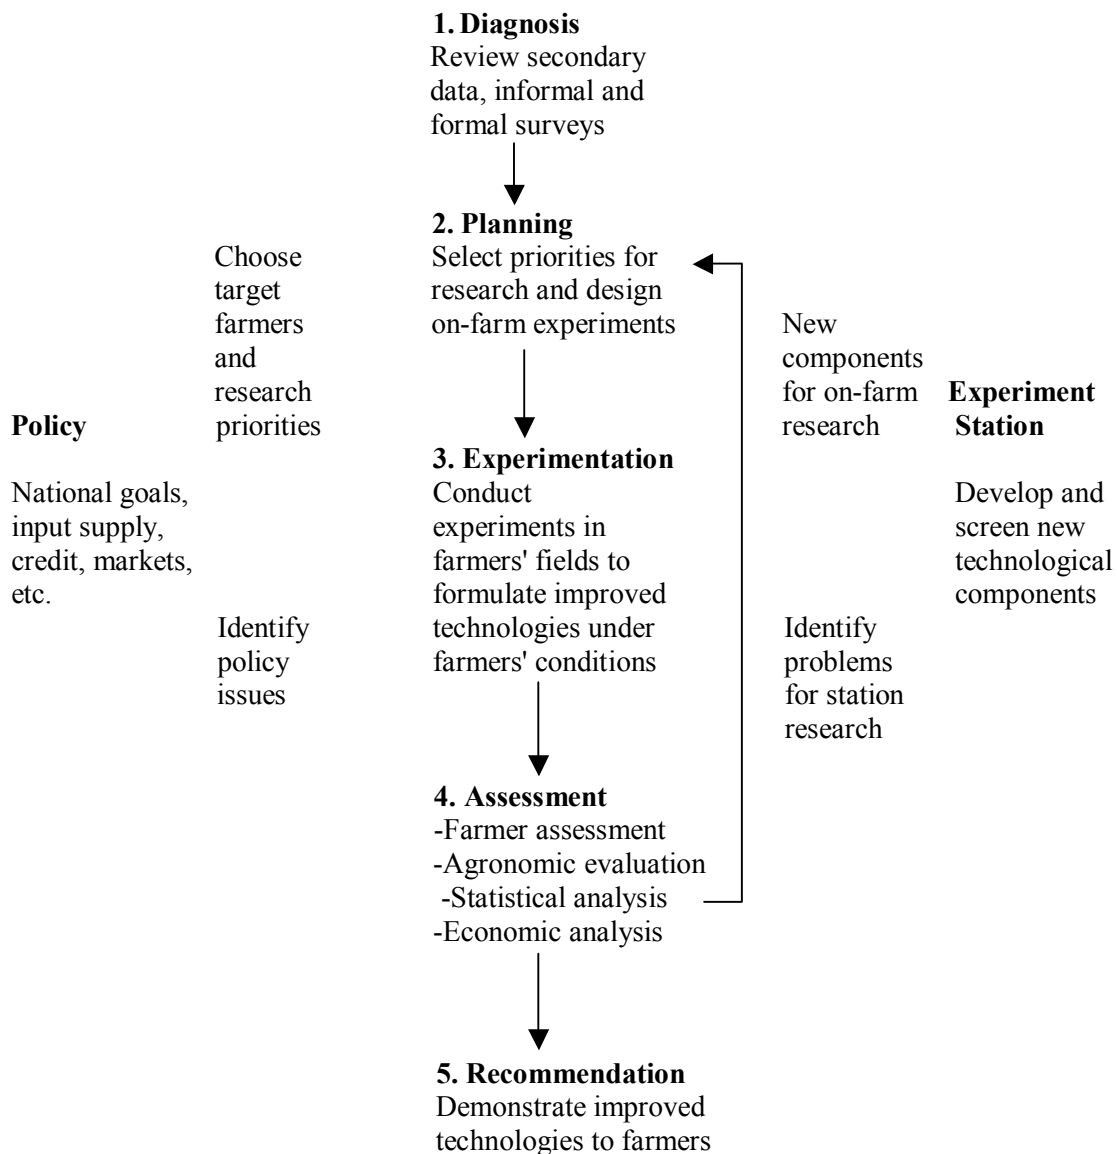 1. Diagnosis
Review secondary
data, informal and
formal surveys
2. Planning
Select priorities for
research and design
on-farm experiments
Choose
target
farmers
and
research
priorities
New
components
for on-farm
research
Policy
National goals,
input supply,
credit, markets,
etc.
Experiment
Station
Develop and
screen new
technological
components
3. Experimentation
Conduct
experiments in
farmers' fields to
formulate improved
technologies under
farmers' conditions
Identify
policy
issues
Identify
problems
for station
research
4. Assessment
-Farmer assessment
-Agronomic evaluation
-Statistical analysis
-Economic analysis
5. Recommendation
Demonstrate improved
technologies to farmers